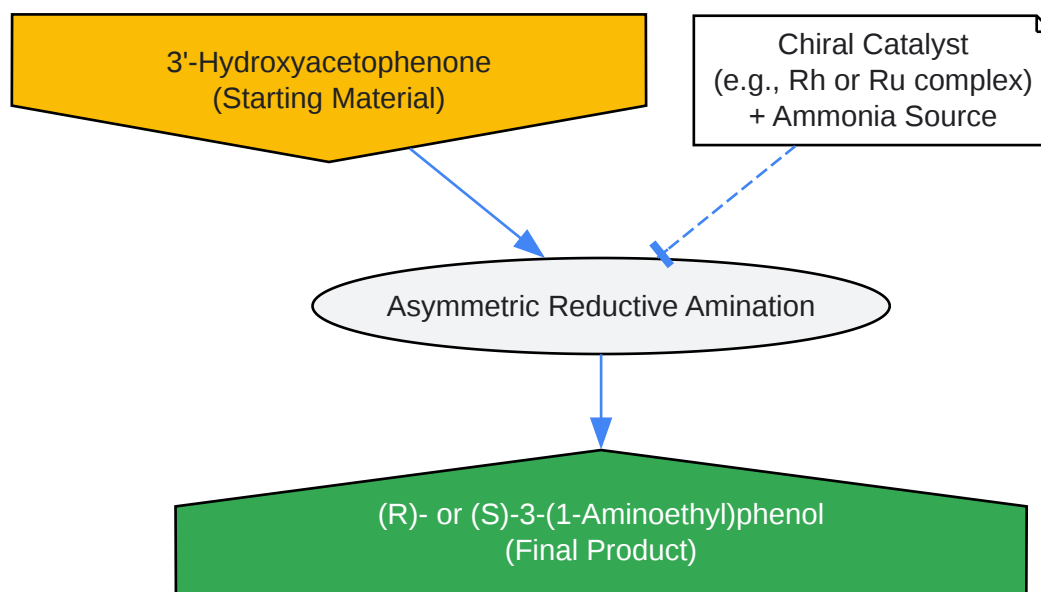 3'-Hydroxyacetophenone
(Starting Material)
Chiral Catalyst
(e.g., Rh or Ru complex)
+ Ammonia Source
Asymmetric Reductive Amination
(R)- or (S)-3-(1-Aminoethyl)phenol
(Final Product)